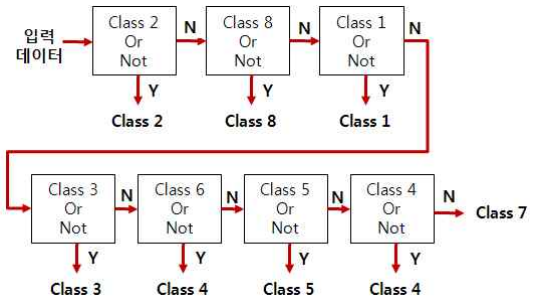 입력
데이터
Class 2
Or
Not
N
Class 8
Or
Not
N
Class 1
Or
Not
N
Y
Y
Y
Class 2
Class 8
Class 1
Class 3
Or
Not
N
Class 6
Or
Not
N
Class 5
Or
Not
N
Class 4
Or
Not
N
Class 7
Y
Y
Y
Y
Class 3
Class 4
Class 5
Class 4